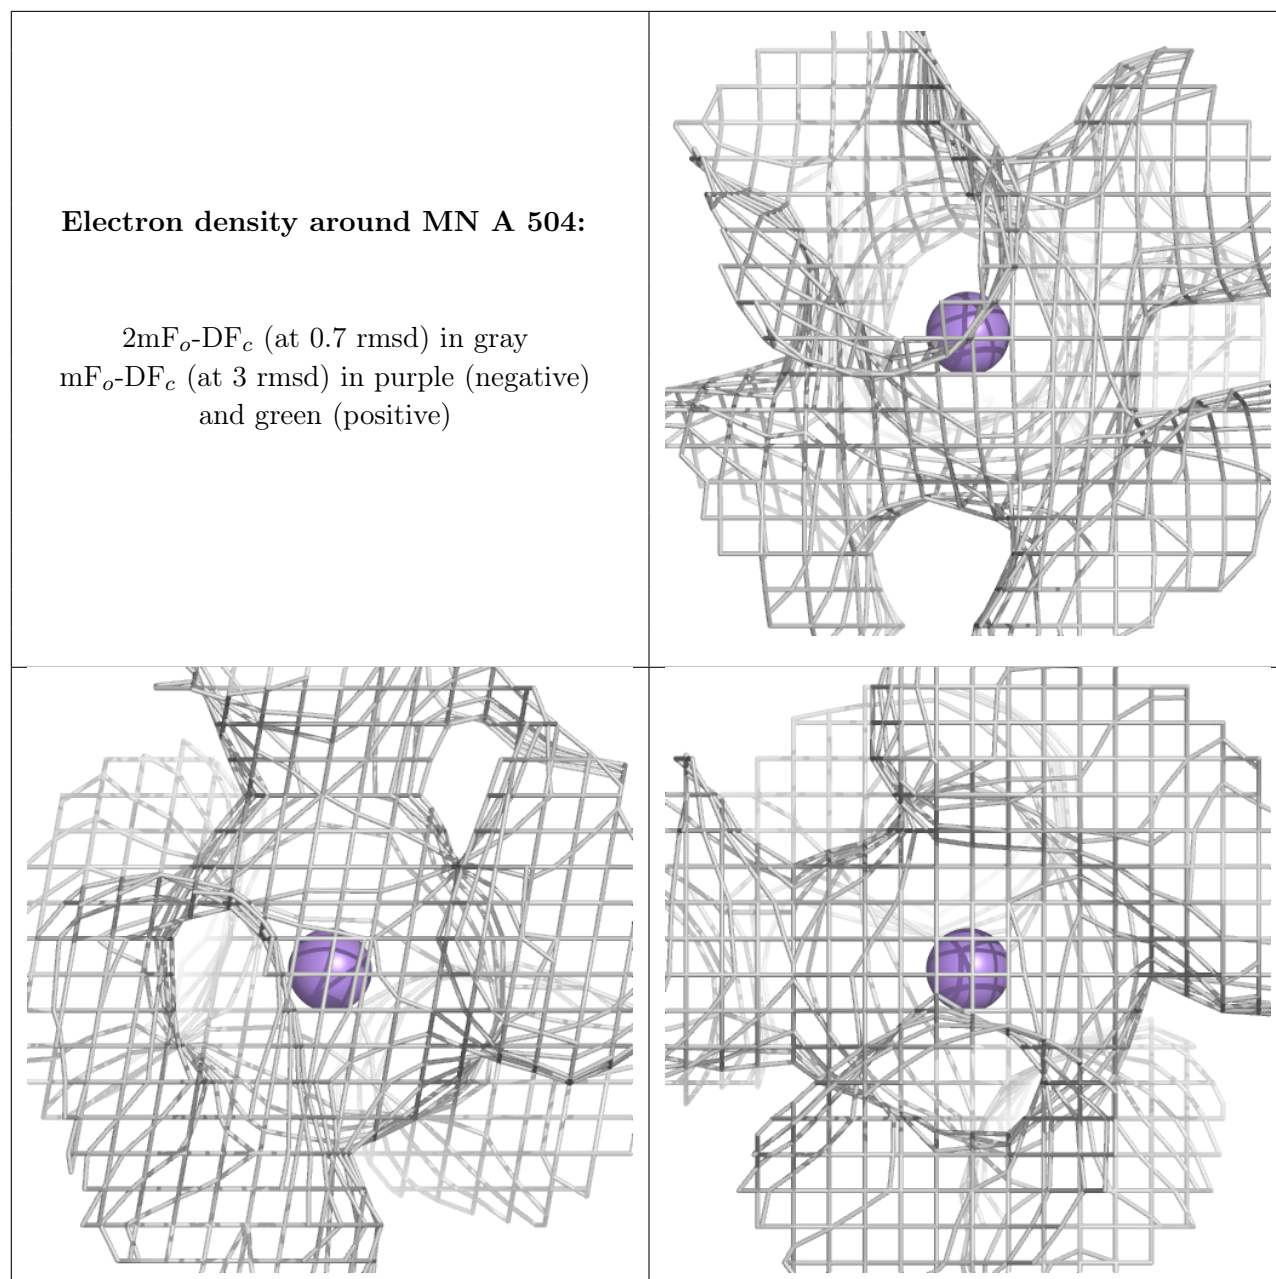 Electron density around MN A 504:
2mFo-DFc (at 0.7 rmsd) in gray
mFo-DFc (at 3 rmsd) in purple (negative)
and green (positive)